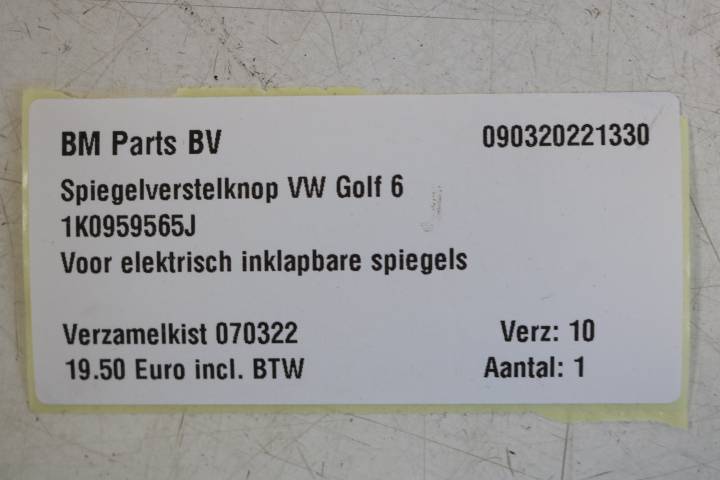 BM Parts BV 090320221330
Spiegelverstelknop VW Golf 6
1K0959565J
Voor elektrisch inklapbare spiegels
Verzamelkist 070322 Verz: 10
19.50 Euro incl. BTW Aantal: 1